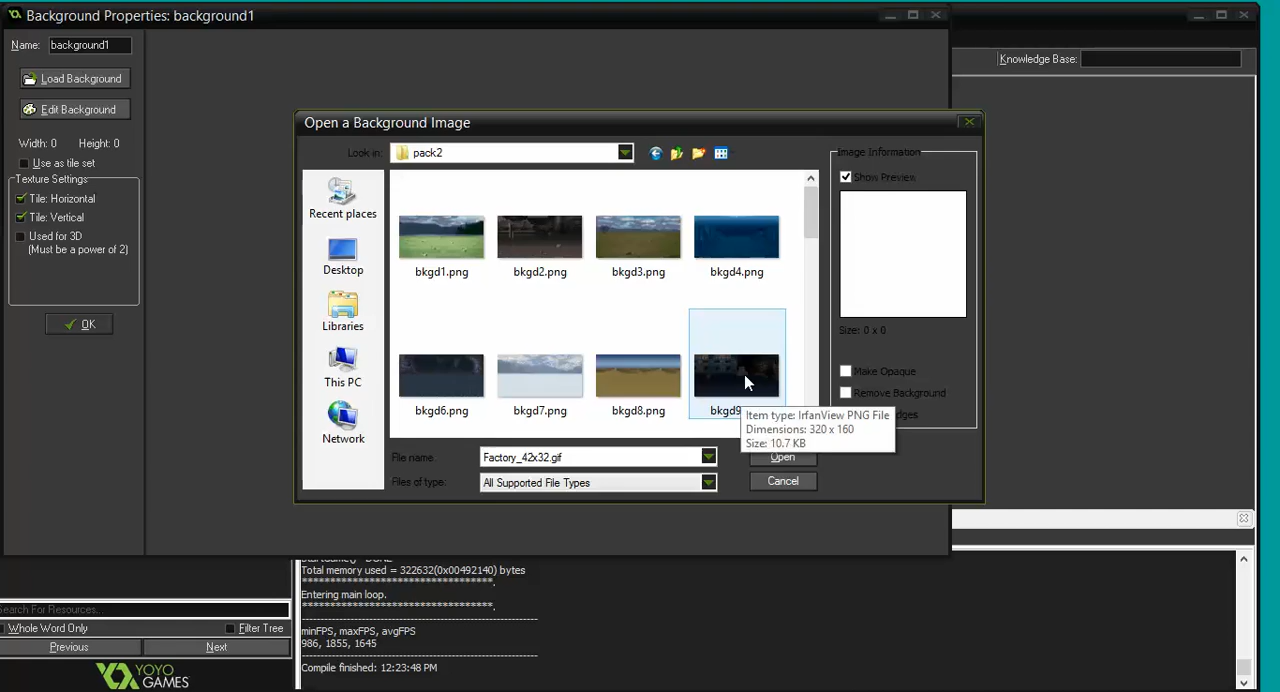 Background Properties: background1
Knowledge Base:
Name: background1
Load Background
Edit Background
Width: 0 Height: 0
Use as tile set
Texture Settings
Tile: Horizontal
Tile: Vertical
Used for 3D
(Must be a power of 2)
OK
Open a Background Image
Look in: pack2
Recent places
Desktop
Libraries
This PC
Network
bkgd1.png bkgd2.png bkgd3.png bkgd4.png
bkgd6.png bkgd7.png bkgd8.png bkgd9
Image Information
Show Preview
Size: 0 x 0
Make Opaque
Remove Background
Item type: IrfanView PNG File
Dimensions: 320 x 160
Size: 10.7 KB
File name: Factory_42x32.gif
Open
Files of type: All Supported File Types
Cancel
Total memory used = 322632(0x00492140) bytes
**********************************.
Entering main loop.
**********************************.
minFPS, maxFPS, avgFPS
986, 1855, 1645
Compile finished: 12:23:48 PM
Search For Resources...
Whole Word Only Filter Tree
Previous Next
YOYO
GAMES